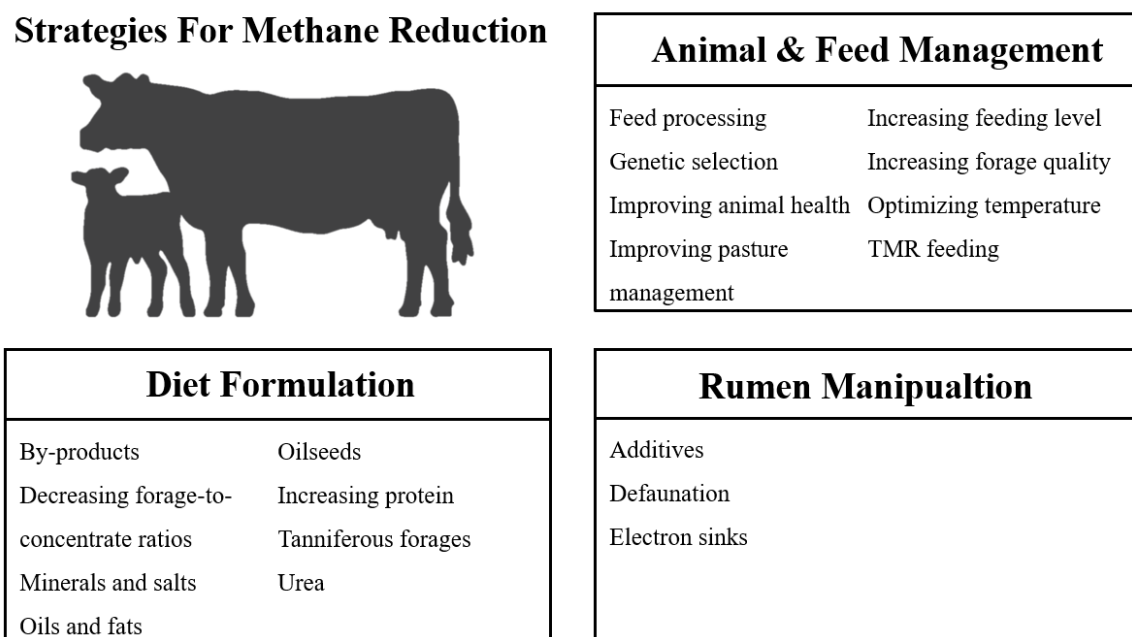 Strategies For Methane Reduction
Animal & Feed Management
Feed processing
Genetic selection
Improving animal health
Improving pasture
management
Increasing feeding level
Increasing forage quality
Optimizing temperature
TMR feeding
Diet Formulation
By-products
Decreasing forage-to-
concentrate ratios
Minerals and salts
Oils and fats
Oilseeds
Increasing protein
Tanniferous forages
Urea
Rumen Manipualtion
Additives
Defaunation
Electron sinks